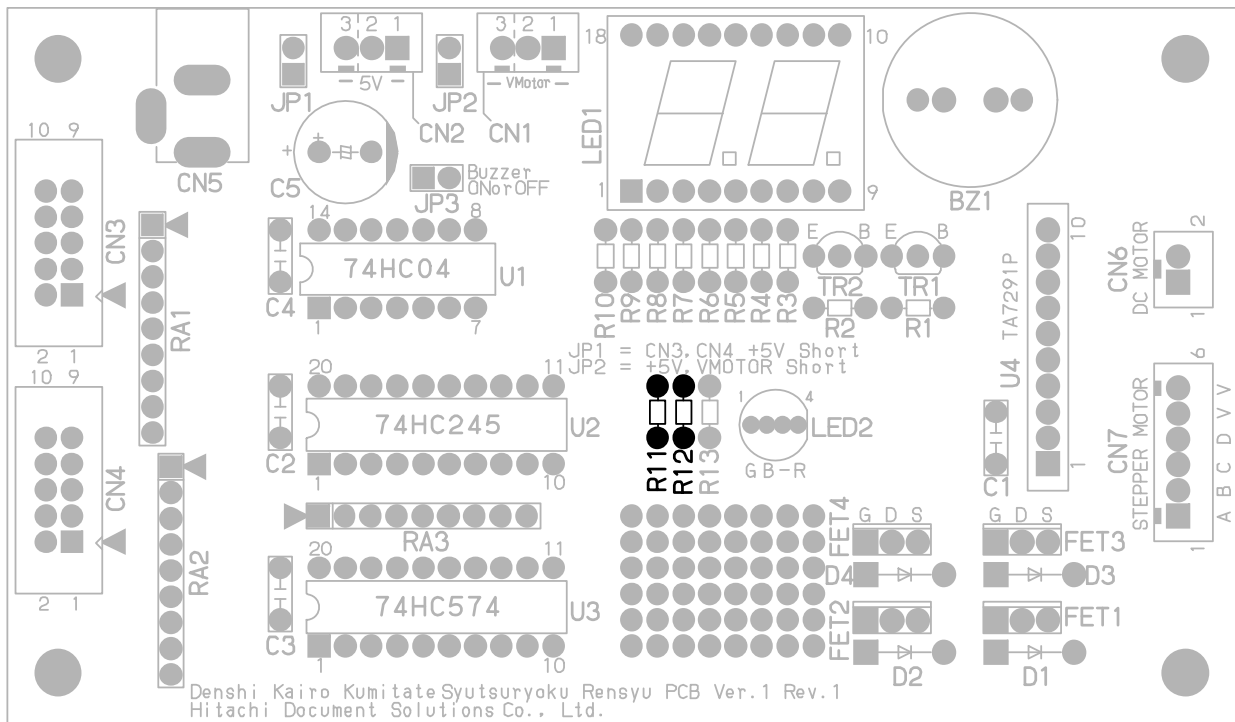 3 2 1
3 2 1
18
10
JP1
5V
JP2
VMotor
LED1
10 9
CN2
CN1
CN5
C5
+
+
JP3
Buzzer
ONorOFF
1
9
BZ1
CN3
14
8
74HC04
U1
C4
1
7
RA1
2 1
R10
R9
R8
R7
R6
R5
R4
R3
E B
E B
TR2
TR1
R2
R1
TA7291P
10
U4
1
CN6
DC MOTOR
2
1
JP1 = CN3, CN4 +5V Short
JP2 = +5V, VMOTOR Short
10 9
20
11
74HC245
U2
C2
1
10
R11
R12
R13
1
4
LED2
GB-R
C1
CN7
STEPPER MOTOR
6
1
A B C D V V
CN4
RA2
2 1
RA3
20
11
74HC574
U3
C3
1
10
FET4
G D S
D4
G D S
FET3
D3
FET2
D2
FET1
D1
Denshi Kairo Kumitate Syutsuryoku Rensyu PCB Ver.1 Rev.1
Hitachi Document Solutions Co., Ltd.